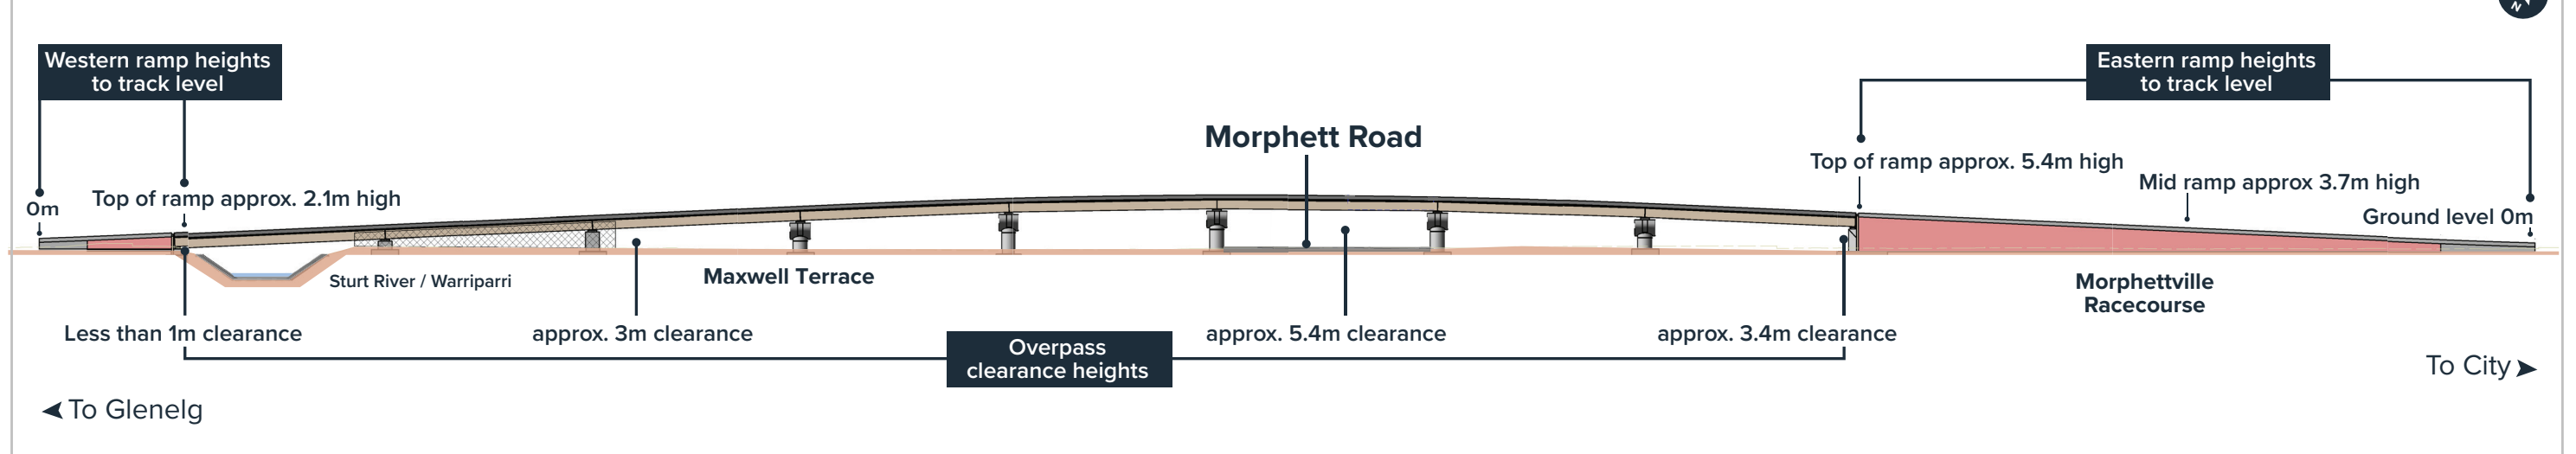 N
Western ramp heights
to track level
Eastern ramp heights
to track level
Morphett Road
Top of ramp approx. 5.4m high
Mid ramp approx 3.7m high
Top of ramp approx. 2.1m high
0m
Ground level 0m
Sturt River / Warriparri
Maxwell Terrace
Morphettville
Racecourse
Less than 1m clearance
approx. 3m clearance
approx. 5.4m clearance
approx. 3.4m clearance
Overpass
clearance heights
To City
To Glenelg